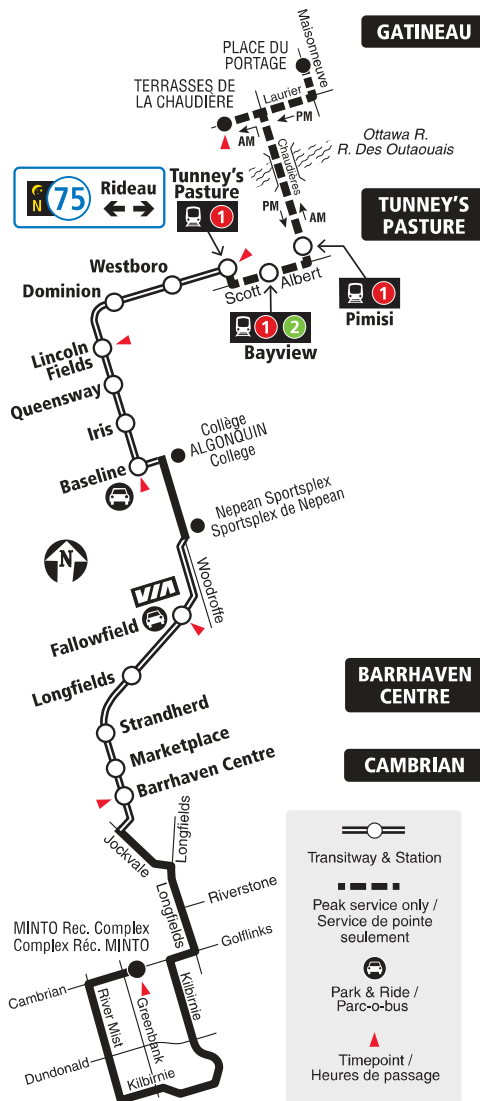 GATINEAU
PLACE DU
PORTAGE
Maisonneuve
TERRASSES DE
LA CHAUDIÈRE
Laurier
PM
AM
Chaudières
Ottawa R.
R. Des Outaouais
N
75
Rideau
Tunney's
Pasture
1
TUNNEY'S
PASTURE
PM
AM
Westboro
Dominion
Scott
Albert
1
Pimisi
1 2
Bayview
Lincoln
Fields
Queensway
Iris
Baseline
Collège
ALGONQUIN
College
Nepean Sportsplex
Sportsplex de Nepean
N
Woodroffe
VIA
Fallowfield
Longfields
BARRHAVEN
CENTRE
Strandherd
Marketplace
Barrhaven Centre
CAMBRIAN
Jockvale
Longfields
Longfields
Riverstone
MINTO Rec. Complex
Complex Réc. MINTO
Golflinks
Cambrian
River Mist
Greenbank
Kilbirnie
Dundonald
Kilbirnie
Transitway & Station
Peak service only /
Service de pointe
seulement
Park & Ride /
Parc-o-bus
Timepoint /
Heures de passage